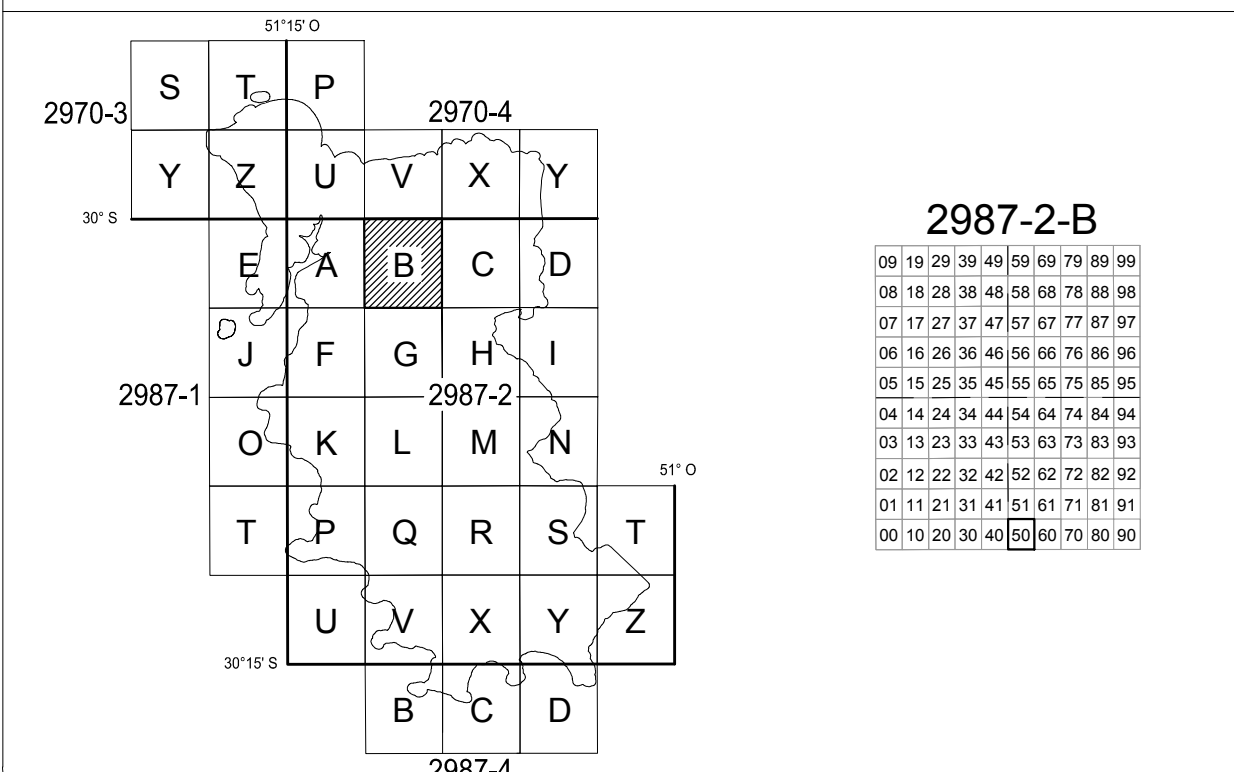 51°15' O
S T P
2970-3 2970-4
Y Z U V X Y
30° S
E A B C D
J F G H I
2987-1 2987-2
O K L M N
51° O
T P Q R S T
U V X Y Z
30°15' S
B C D
2987-4
2987-2-B
09 19 29 39 49 59 69 79 89 99
08 18 28 38 48 58 68 78 88 98
07 17 27 37 47 57 67 77 87 97
06 16 26 36 46 56 66 76 86 96
05 15 25 35 45 55 65 75 85 95
04 14 24 34 44 54 64 74 84 94
03 13 23 33 43 53 63 73 83 93
02 12 22 32 42 52 62 72 82 92
01 11 21 31 41 51 61 71 81 91
00 10 20 30 40 50 60 70 80 90